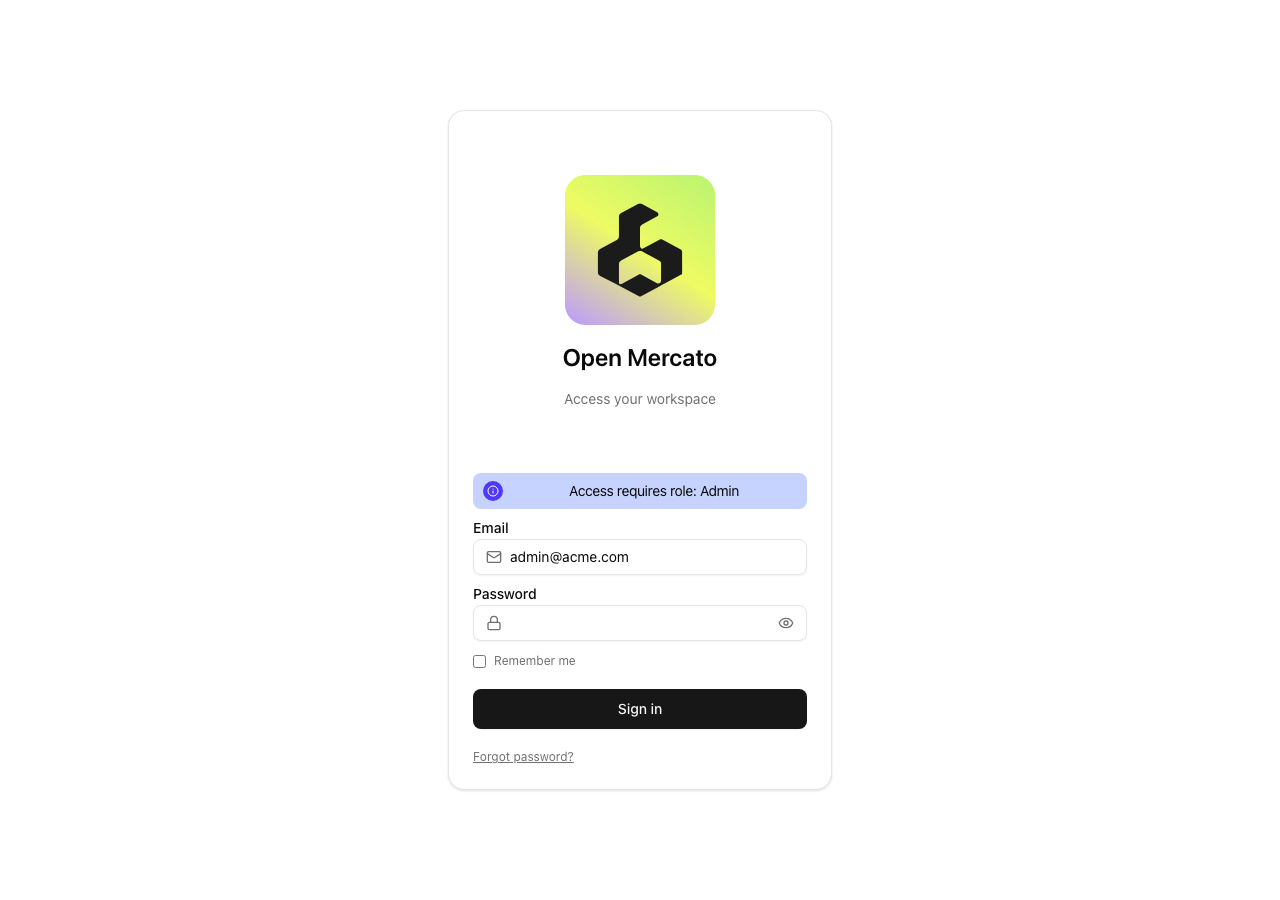 Open Mercato
Access your workspace
Access requires role: Admin
Email
admin@acme.com
Password
Remember me
Sign in
Forgot password?